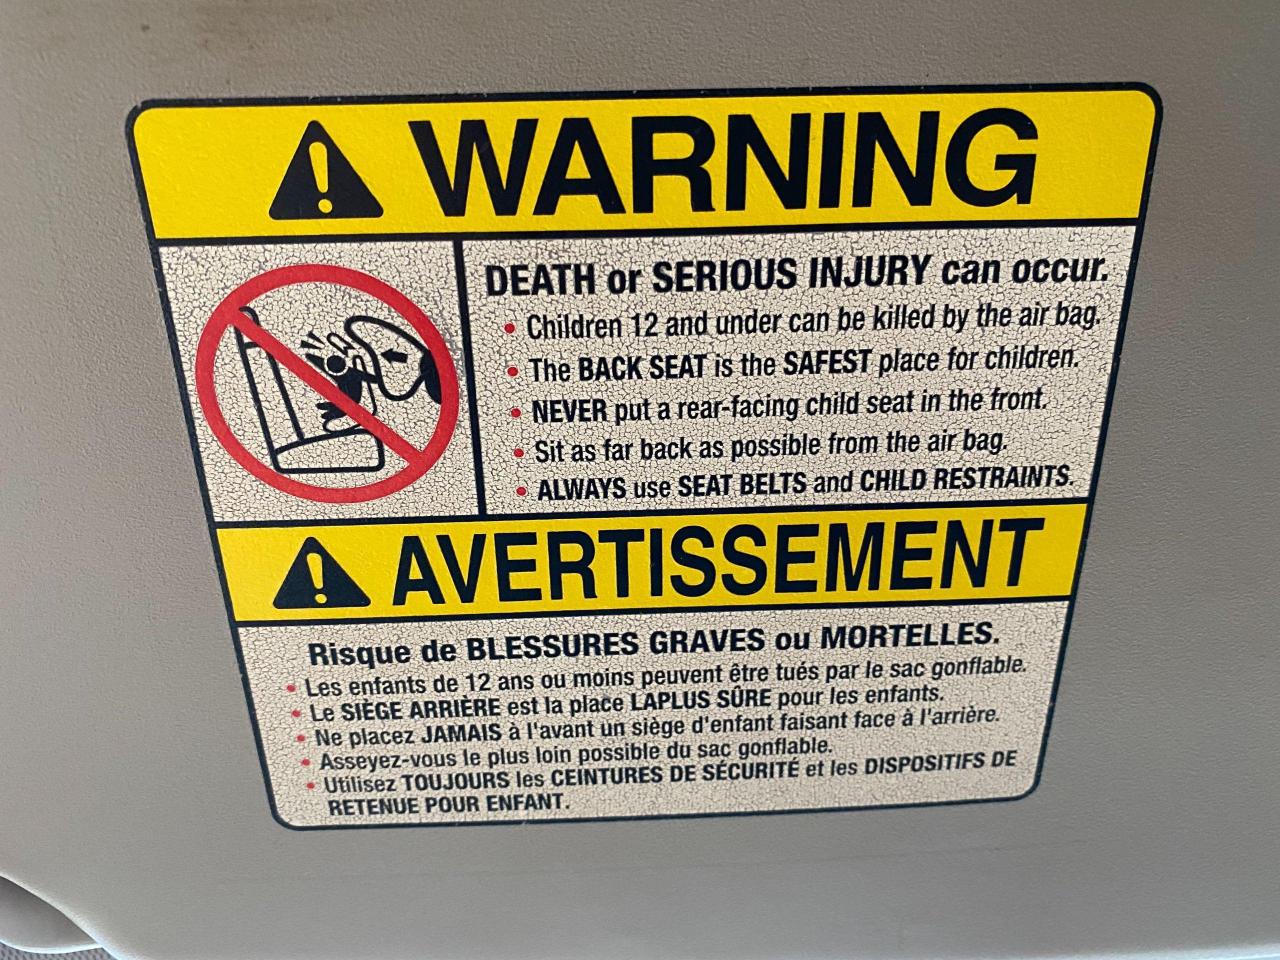 WARNING
DEATH or SERIOUS INJURY can occur.
• Children 12 and under can be killed by the air bag.
• The BACK SEAT is the SAFEST place for children.
• NEVER put a rear-facing child seat in the front.
• Sit as far back as possible from the air bag.
• ALWAYS use SEAT BELTS and CHILD RESTRAINTS.
AVERTISSEMENT
Risque de BLESSURES GRAVES ou MORTELLES.
• Les enfants de 12 ans ou moins peuvent être tués par le sac gonflable.
• Le SIÈGE ARRIÈRE est la place LAPLUS SÛRE pour les enfants.
• Ne placez JAMAIS à l'avant un siège d'enfant faisant face à l'arrière.
• Asseyez-vous le plus loin possible du sac gonflable.
• Utilisez TOUJOURS les CEINTURES DE SÉCURITÉ et les DISPOSITIFS DE
RETENUE POUR ENFANT.